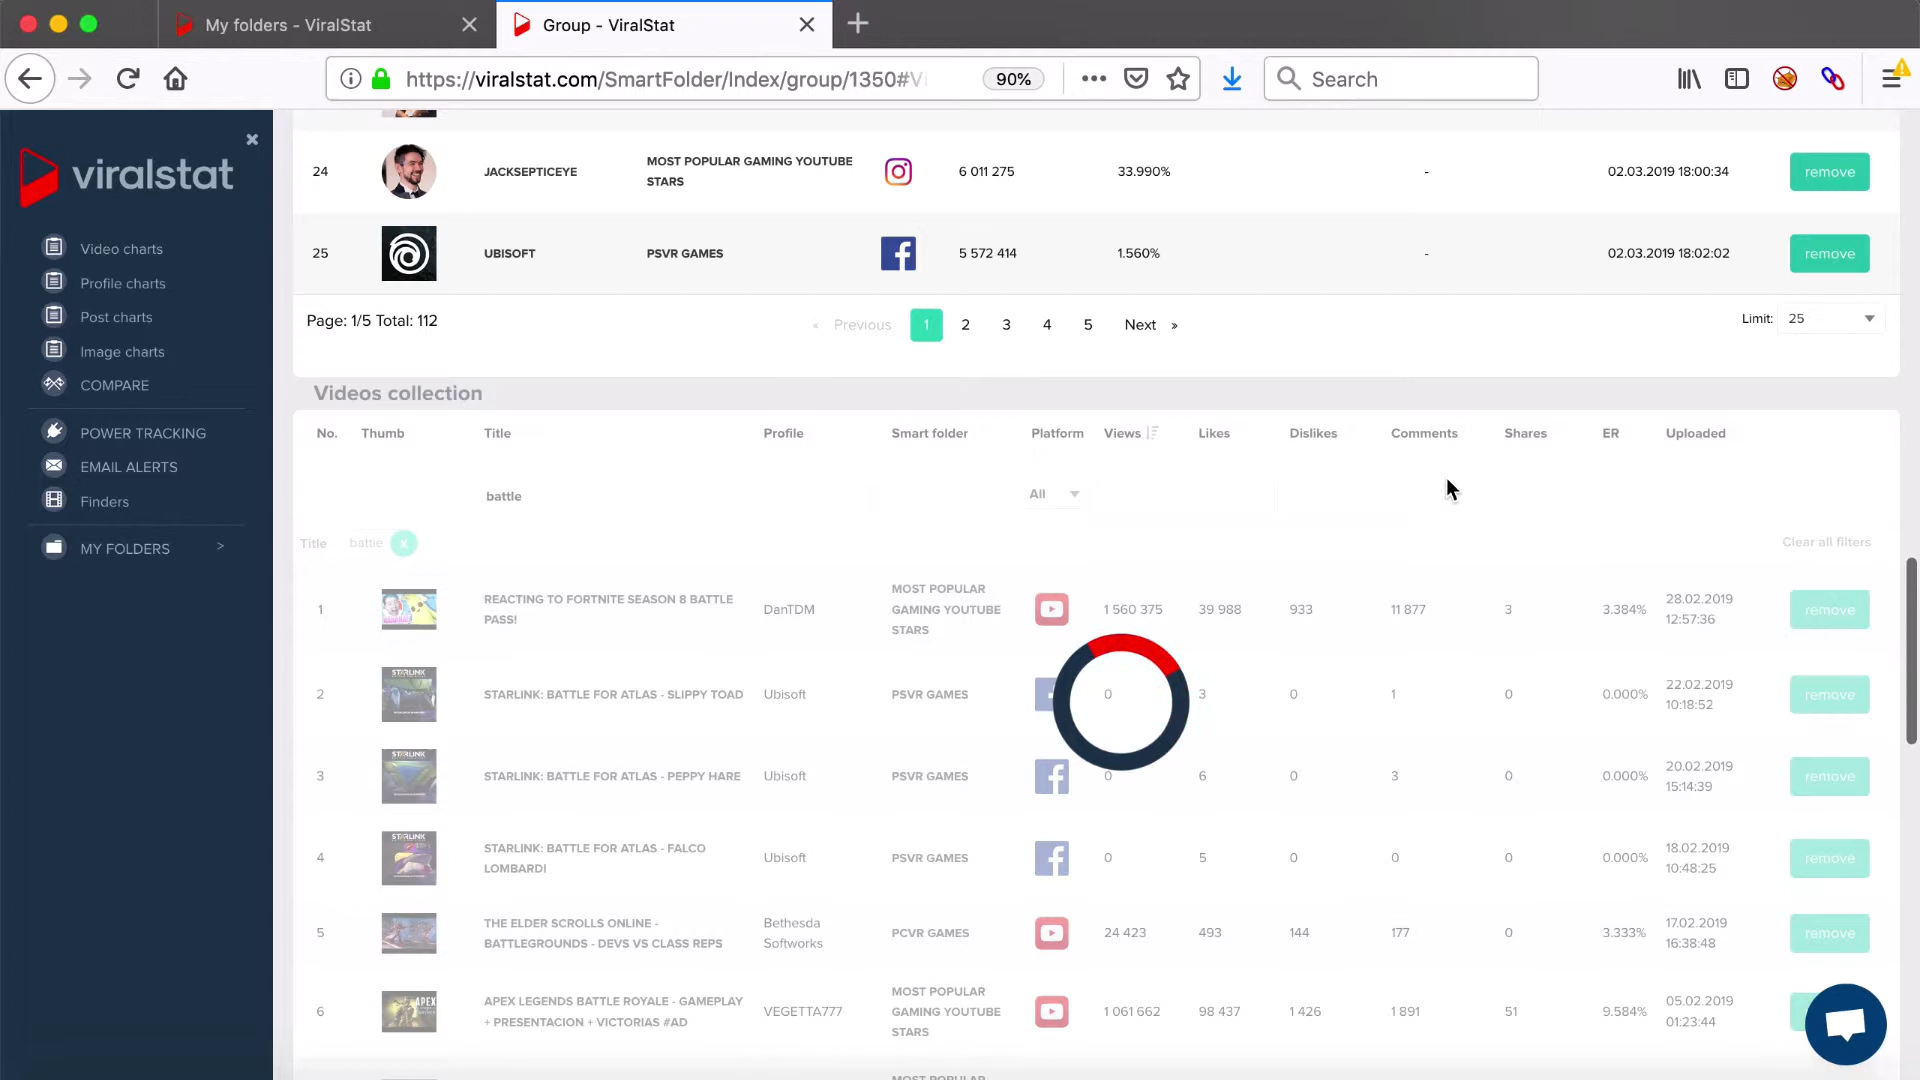 My folders - ViralStat
Group - ViralStat
https://viralstat.com/SmartFolder/Index/group/1350#Vi
90%
Search
viralstat
Video charts
Profile charts
Post charts
Image charts
COMPARE
POWER TRACKING
EMAIL ALERTS
Finders
MY FOLDERS >
24 JACKSEPTICEYE MOST POPULAR GAMING YOUTUBE STARS 6 011 275 33.990% - 02.03.2019 18:00:34 remove
25 UBISOFT PSVR GAMES 5 572 414 1.560% - 02.03.2019 18:02:02 remove
Page: 1/5 Total: 112 « Previous 1 2 3 4 5 Next » Limit: 25
Videos collection
No. Thumb Title Profile Smart folder Platform Views Likes Dislikes Comments Shares ER Uploaded
battle All
Title battle x Clear all filters
1 REACTING TO FORTNITE SEASON 8 BATTLE PASS! DanTDM MOST POPULAR GAMING YOUTUBE STARS 1 560 375 39 988 933 11 877 3 3.384% 28.02.2019 12:57:36 remove
2 STARLINK STARLINK: BATTLE FOR ATLAS - SLIPPY TOAD Ubisoft PSVR GAMES 0 3 0 1 0 0.000% 22.02.2019 10:18:52 remove
3 STARLINK STARLINK: BATTLE FOR ATLAS - PEPPY HARE Ubisoft PSVR GAMES 0 6 0 3 0 0.000% 20.02.2019 15:14:39 remove
4 STARLINK STARLINK: BATTLE FOR ATLAS - FALCO LOMBARDI Ubisoft PSVR GAMES 0 5 0 0 0 0.000% 18.02.2019 10:48:25 remove
5 THE ELDER SCROLLS ONLINE - BATTLEGROUNDS - DEVS VS CLASS REPS Bethesda Softworks PCVR GAMES 24 423 493 144 177 0 3.333% 17.02.2019 16:38:48 remove
6 APEX APEX LEGENDS BATTLE ROYALE - GAMEPLAY + PRESENTACION + VICTORIAS #AD VEGETTA777 MOST POPULAR GAMING YOUTUBE STARS 1 061 662 98 437 1 426 1 891 51 9.584% 05.02.2019 01:23:44
MOST POPULAR